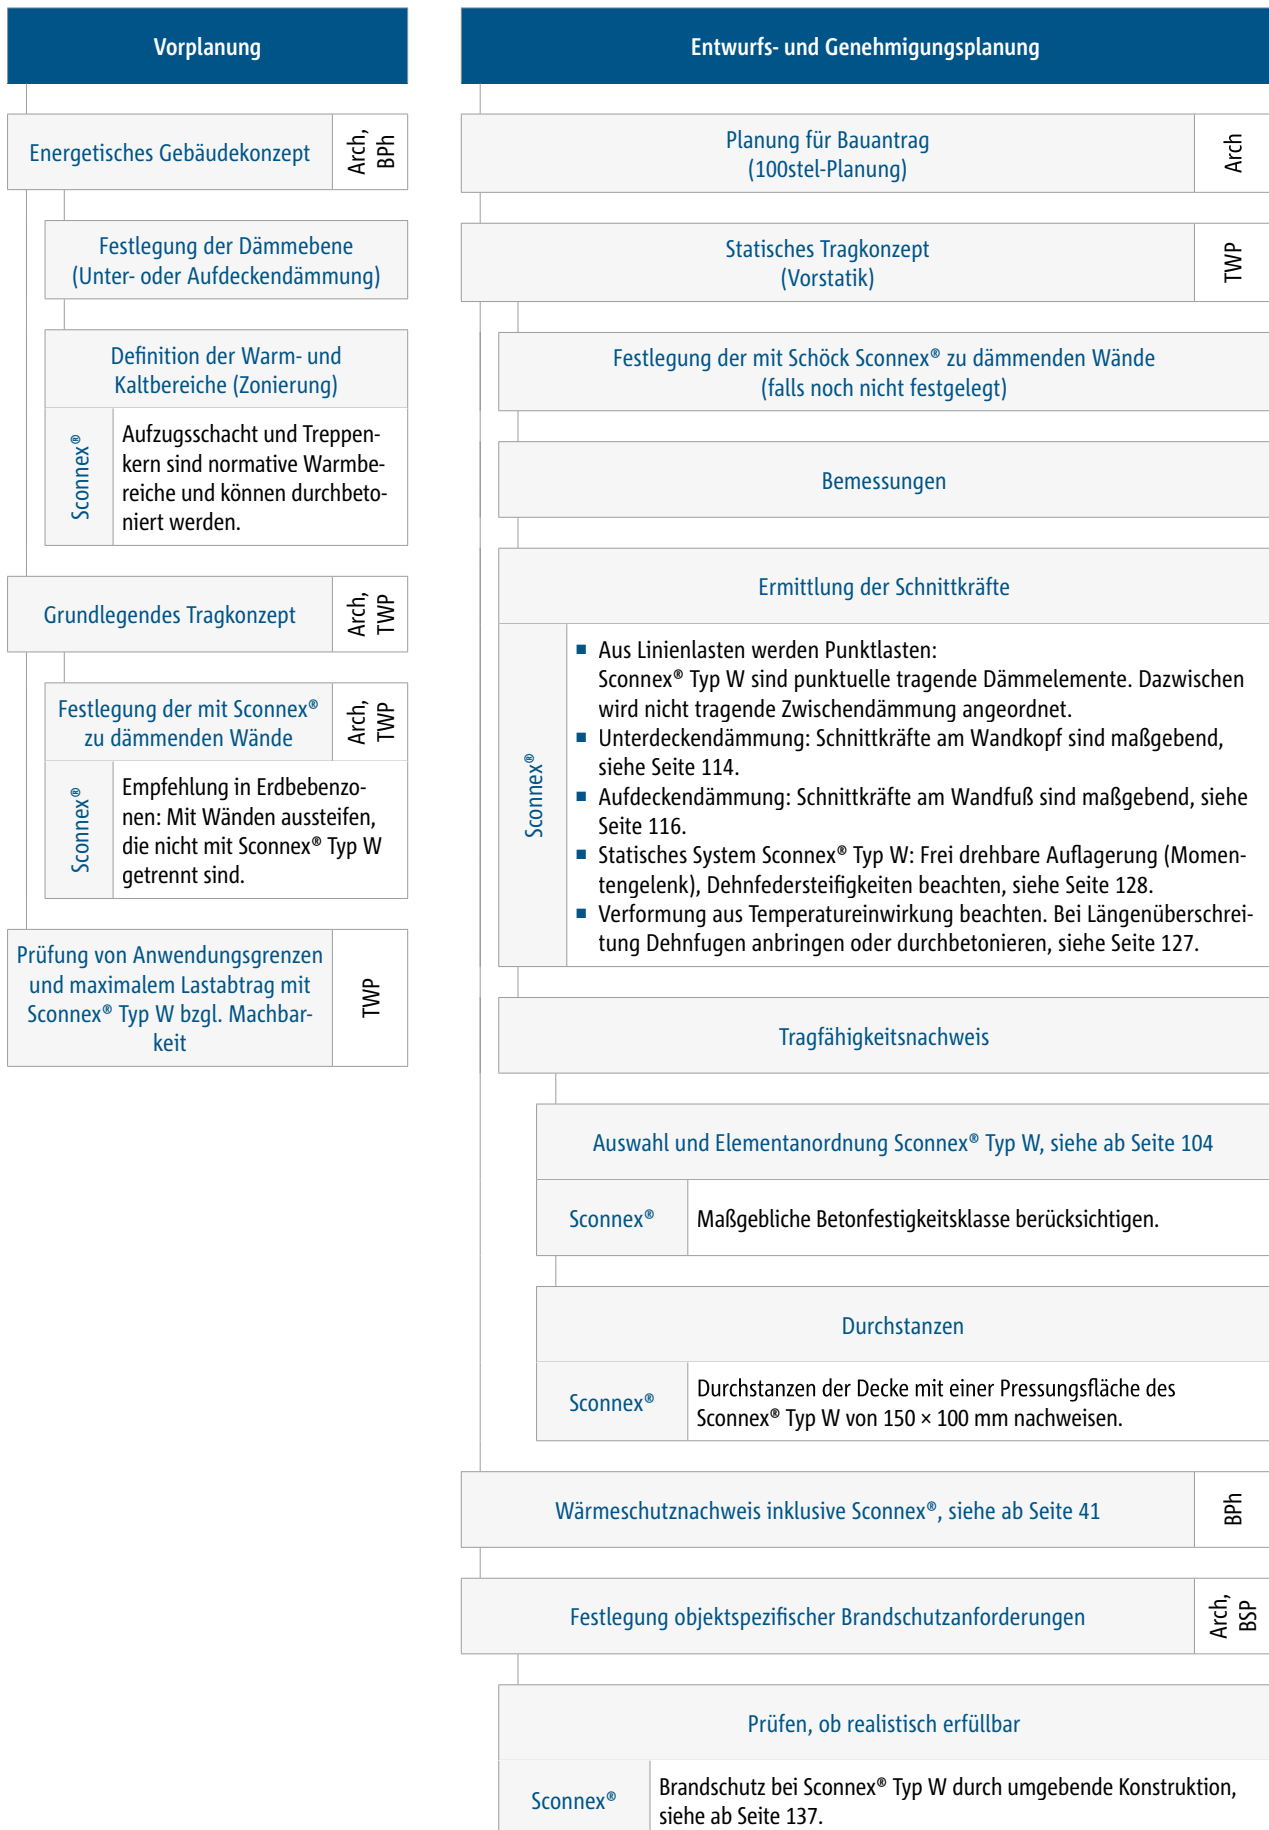 Vorplanung
Energetisches Gebäudekonzept
Arch,
BPh
Festlegung der Dämmebene
(Unter- oder Aufdeckendämmung)
Definition der Warm- und
Kaltbereiche (Zonierung)
Sconnex®
Aufzugsschacht und Treppen-
kern sind normative Warmbe-
reiche und können durchbeto-
niert werden.
Grundlegendes Tragkonzept
Arch,
TWP
Festlegung der mit Sconnex®
zu dämmenden Wände
Arch,
TWP
Sconnex®
Empfehlung in Erdbebenzo-
nen: Mit Wänden aussteifen,
die nicht mit Sconnex® Typ W
getrennt sind.
Prüfung von Anwendungsgrenzen
und maximalem Lastabtrag mit
Sconnex® Typ W bzgl. Machbar-
keit
TWP
Entwurfs- und Genehmigungsplanung
Planung für Bauantrag
(100stel-Planung)
Arch
Statisches Tragkonzept
(Vorstatik)
TWP
Festlegung der mit Schöck Sconnex® zu dämmenden Wände
(falls noch nicht festgelegt)
Bemessungen
Ermittlung der Schnittkräfte
Sconnex®
■ Aus Linienlasten werden Punktlasten:
Sconnex® Typ W sind punktuelle tragende Dämmelemente. Dazwischen
wird nicht tragende Zwischendämmung angeordnet.
■ Unterdeckendämmung: Schnittkräfte am Wandkopf sind maßgebend,
siehe Seite 114.
■ Aufdeckendämmung: Schnittkräfte am Wandfuß sind maßgebend, siehe
Seite 116.
■ Statisches System Sconnex® Typ W: Frei drehbare Auflagerung (Momen-
tengelenk), Dehnfedersteifigkeiten beachten, siehe Seite 128.
■ Verformung aus Temperatureinwirkung beachten. Bei Längenüberschrei-
tung Dehnfugen anbringen oder durchbetonieren, siehe Seite 127.
Tragfähigkeitsnachweis
Auswahl und Elementanordnung Sconnex® Typ W, siehe ab Seite 104
Sconnex®
Maßgebliche Betonfestigkeitsklasse berücksichtigen.
Durchstanzen
Sconnex®
Durchstanzen der Decke mit einer Pressungsfläche des
Sconnex® Typ W von 150 × 100 mm nachweisen.
Wärmeschutznachweis inklusive Sconnex®, siehe ab Seite 41
BPh
Festlegung objektspezifischer Brandschutzanforderungen
Arch,
BSP
Prüfen, ob realistisch erfüllbar
Sconnex®
Brandschutz bei Sconnex® Typ W durch umgebende Konstruktion,
siehe ab Seite 137.